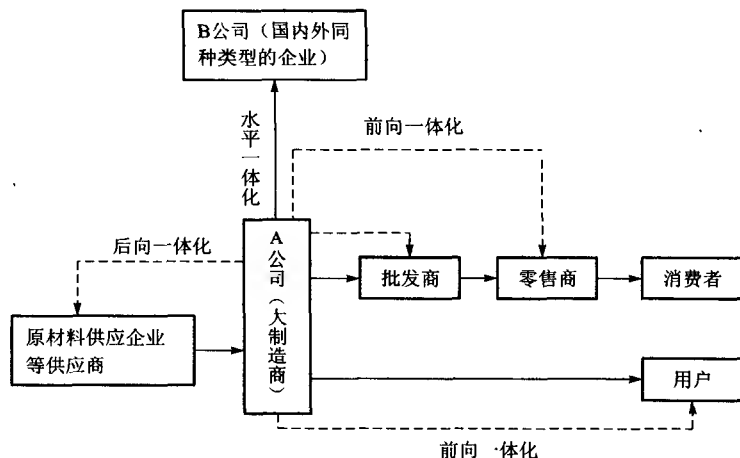 B公司（国内外同
种类型的企业）
水平一体化
前向一体化
后向一体化
A公司（大制造商）
批发商
零售商
消费者
原材料供应企业
等供应商
用户
前向一体化